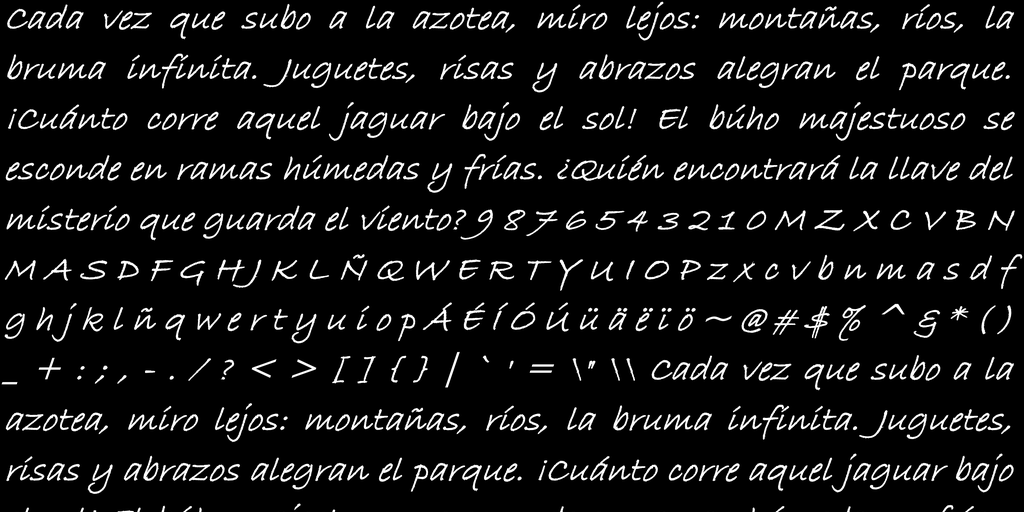 Cada vez que subo a la azotea, miro lejos: montañas, ríos, la
bruma infinita. Juguetes, risas y abrazos alegran el parque.
¡Cuánto corre aquel jaguar bajo el sol! El búho majestuoso se
esconde en ramas húmedas y frías. ¿Quién encontrará la llave del
misterio que guarda el viento? 9 8 7 6 5 4 3 2 1 0 M Z X C V B N
M A S D F G H J K L Ñ Q W E R T Y U I O P z x c v b n m a s d f
g h j k l ñ q w e r t y u i o p Á É Í Ó Ú ü ä ë ï ö ~ @ # $ % ^ & * ( )
_ + : ; , - . / ? < > [ ] { } | ` ' = \" \\ Cada vez que subo a la
azotea, miro lejos: montañas, ríos, la bruma infinita. Juguetes,
risas y abrazos alegran el parque. ¡Cuánto corre aquel jaguar bajo